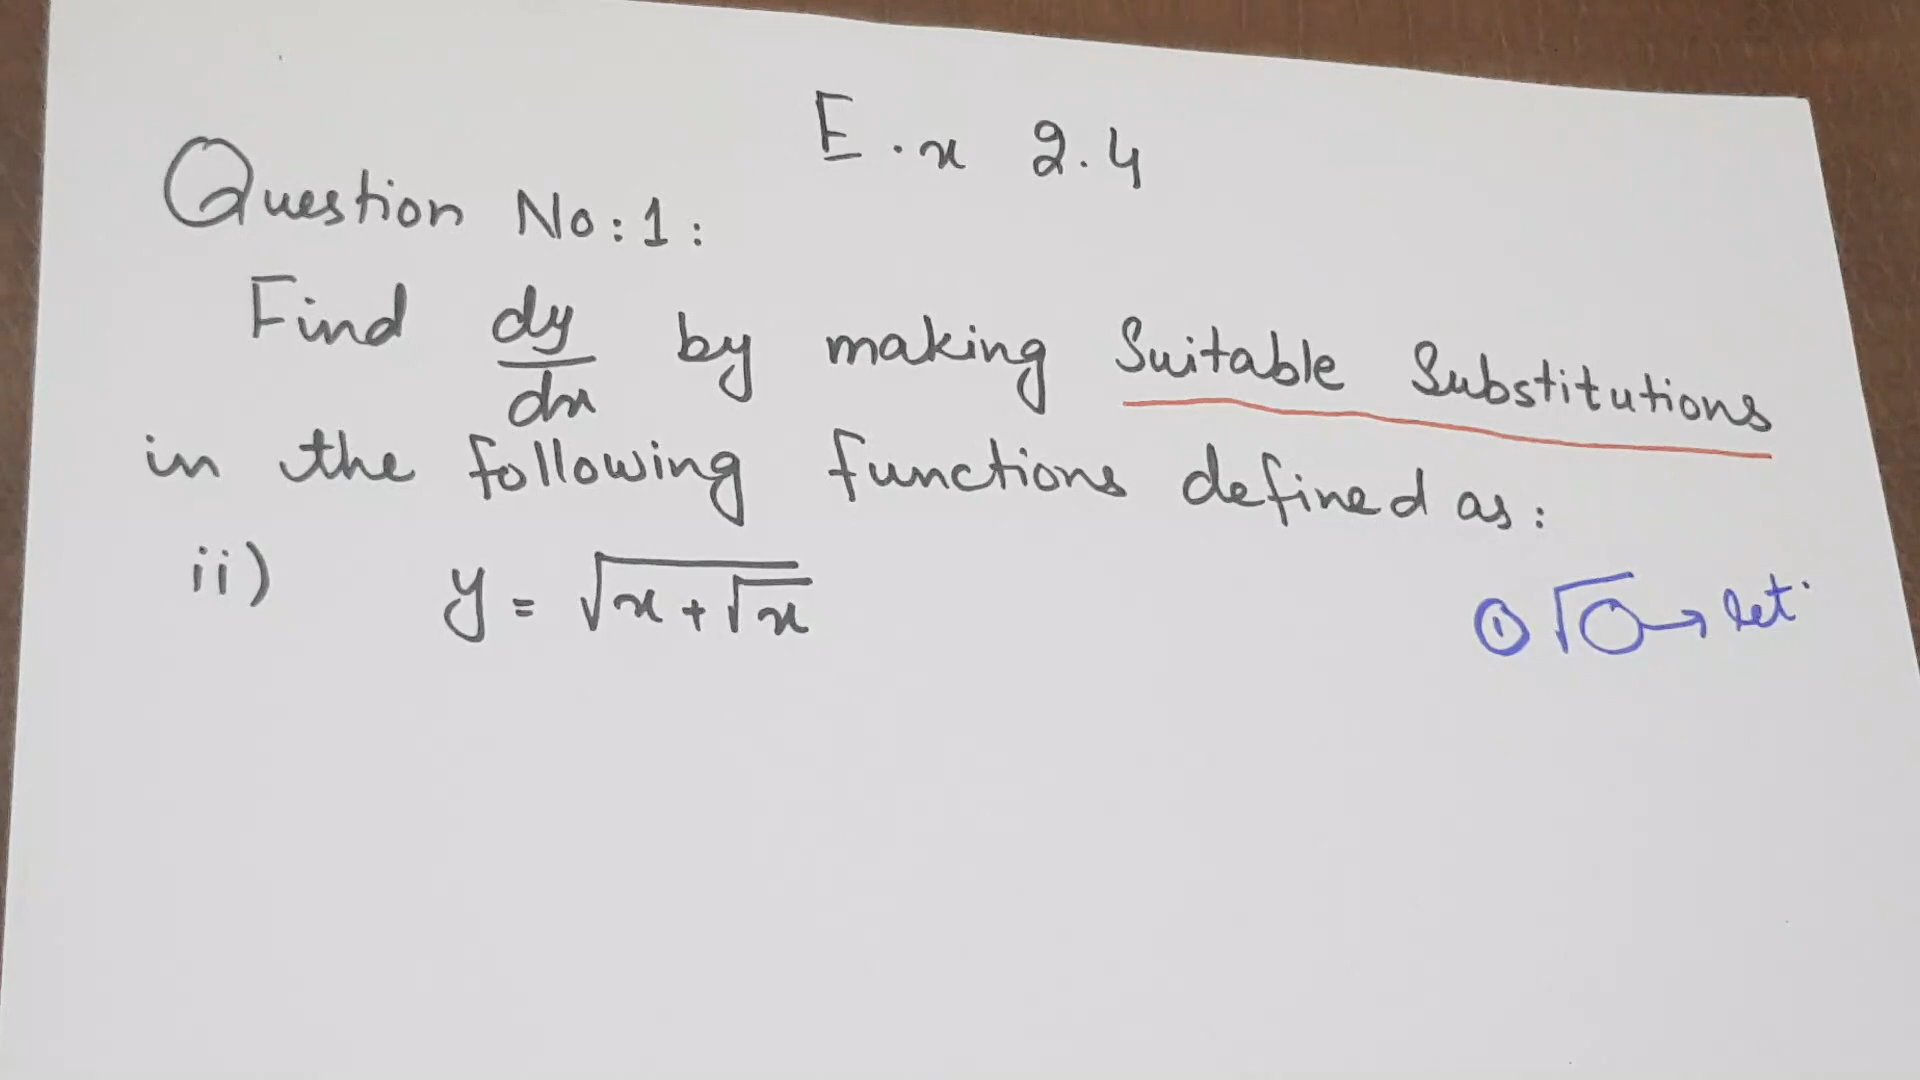 E.x 2.4
Question No:1:
Find dy/dx by making Suitable Substitutions
in the following functions defined as:
ii) y = √(x + √x)
① √○ → let